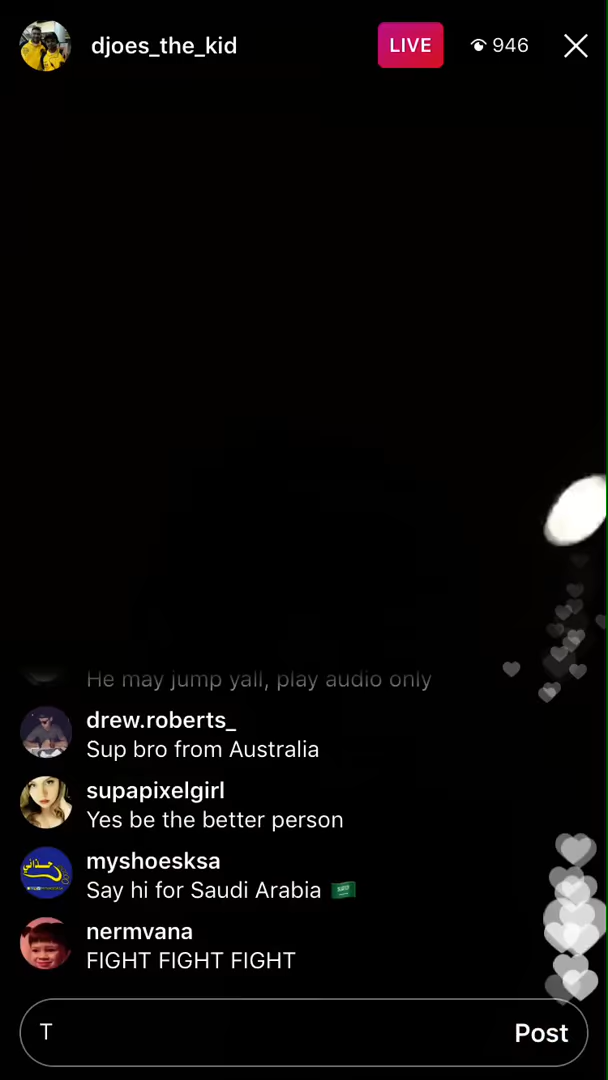 djoes_the_kid
LIVE
946
He may jump yall, play audio only
drew.roberts_
Sup bro from Australia
supapixelgirl
Yes be the better person
myshoesksa
Say hi for Saudi Arabia 🇸🇦
nermvana
FIGHT FIGHT FIGHT
T
Post